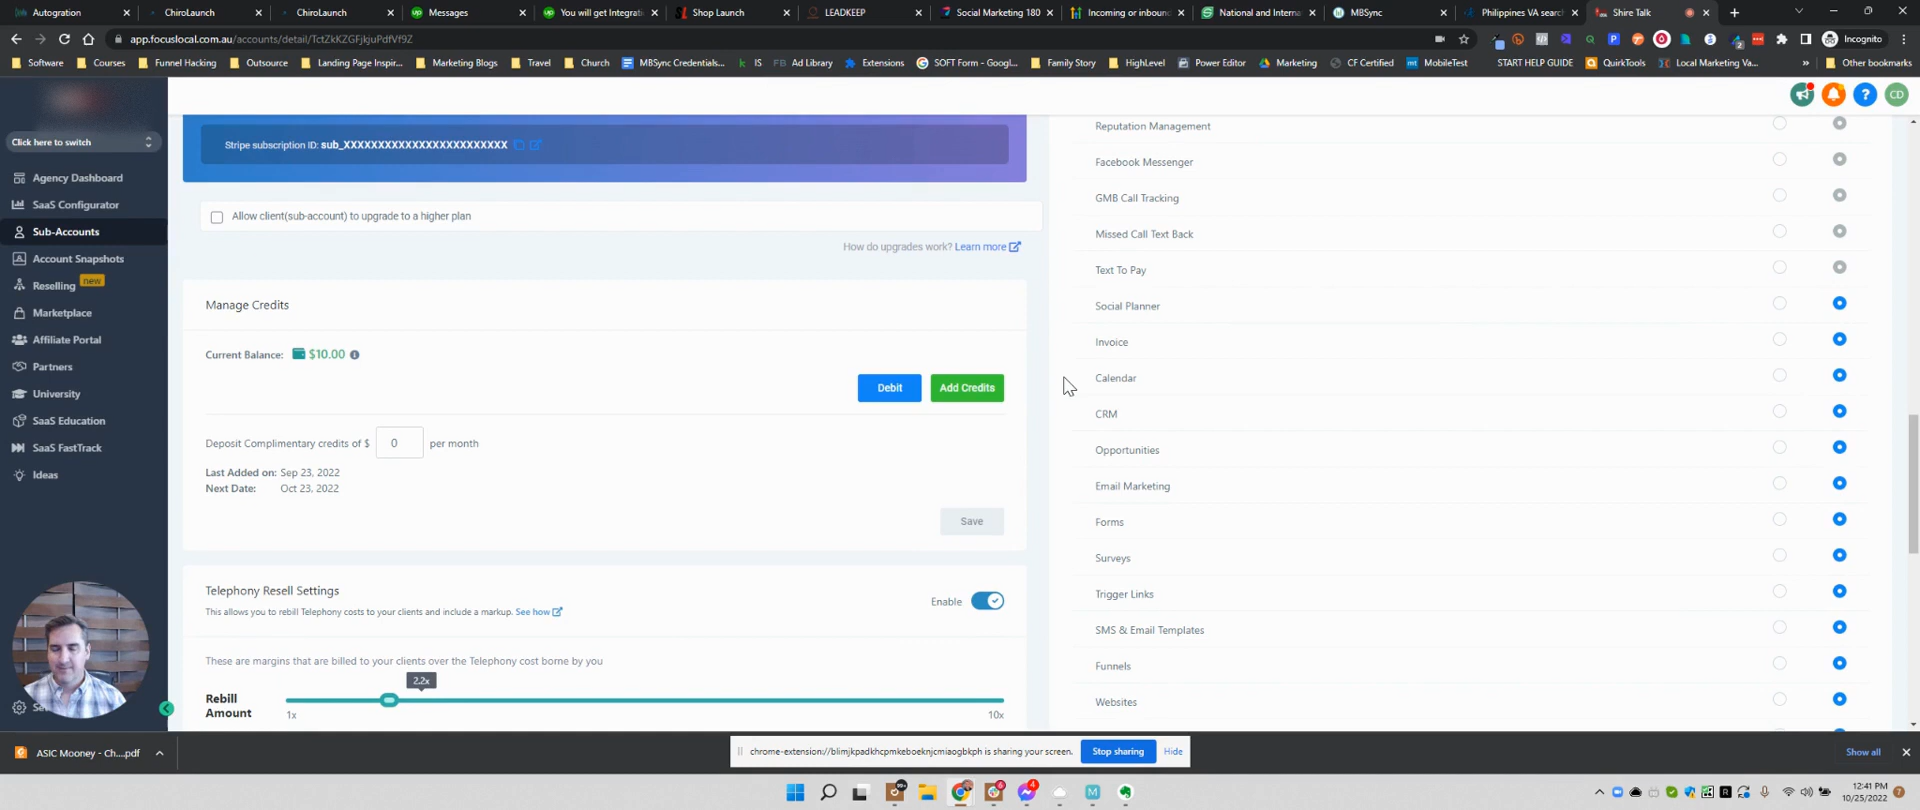 Autogration
ChiroLaunch
ChiroLaunch
Messages
You will get Integrati
Shop Launch
LEADKEEP
Social Marketing 180
Incoming or inboun
National and Interna
MBSync
Philippines VA searc
Shire Talk
app.focuslocal.com.au/accounts/detail/TctZkKZGFjkjuPdfVf9Z
Incognito
Software
Courses
Funnel Hacking
Outsource
Landing Page Inspir...
Marketing Blogs
Travel
Church
MBSync Credentials...
IS
Ad Library
Extensions
SOFT Form - Googl...
Family Story
HighLevel
Power Editor
Marketing
CF Certified
MobileTest
START HELP GUIDE
QuirkTools
Local Marketing Va...
Other bookmarks
CD
Click here to switch
Agency Dashboard
SaaS Configurator
Sub-Accounts
Account Snapshots
Reselling new
Marketplace
Affiliate Portal
Partners
University
SaaS Education
SaaS FastTrack
Ideas
Stripe subscription ID: sub_XXXXXXXXXXXXXXXXXXXXXXXX
Allow client(sub-account) to upgrade to a higher plan
How do upgrades work? Learn more
Manage Credits
Current Balance: $10.00
Debit
Add Credits
Deposit Complimentary credits of $ 0 per month
Last Added on: Sep 23, 2022
Next Date: Oct 23, 2022
Save
Telephony Resell Settings
This allows you to rebill Telephony costs to your clients and include a markup. See how
Enable
These are margins that are billed to your clients over the Telephony cost borne by you
2.2x
Rebill
Amount
1x
10x
Reputation Management
Facebook Messenger
GMB Call Tracking
Missed Call Text Back
Text To Pay
Social Planner
Invoice
Calendar
CRM
Opportunities
Email Marketing
Forms
Surveys
Trigger Links
SMS & Email Templates
Funnels
Websites
ASIC Mooney - Ch....pdf
chrome-extension://blimjkpadkhcpmkeboeknjcmiaogbkph is sharing your screen.
Stop sharing
Hide
Show all
99+
6
4
12:41 PM
10/25/2022